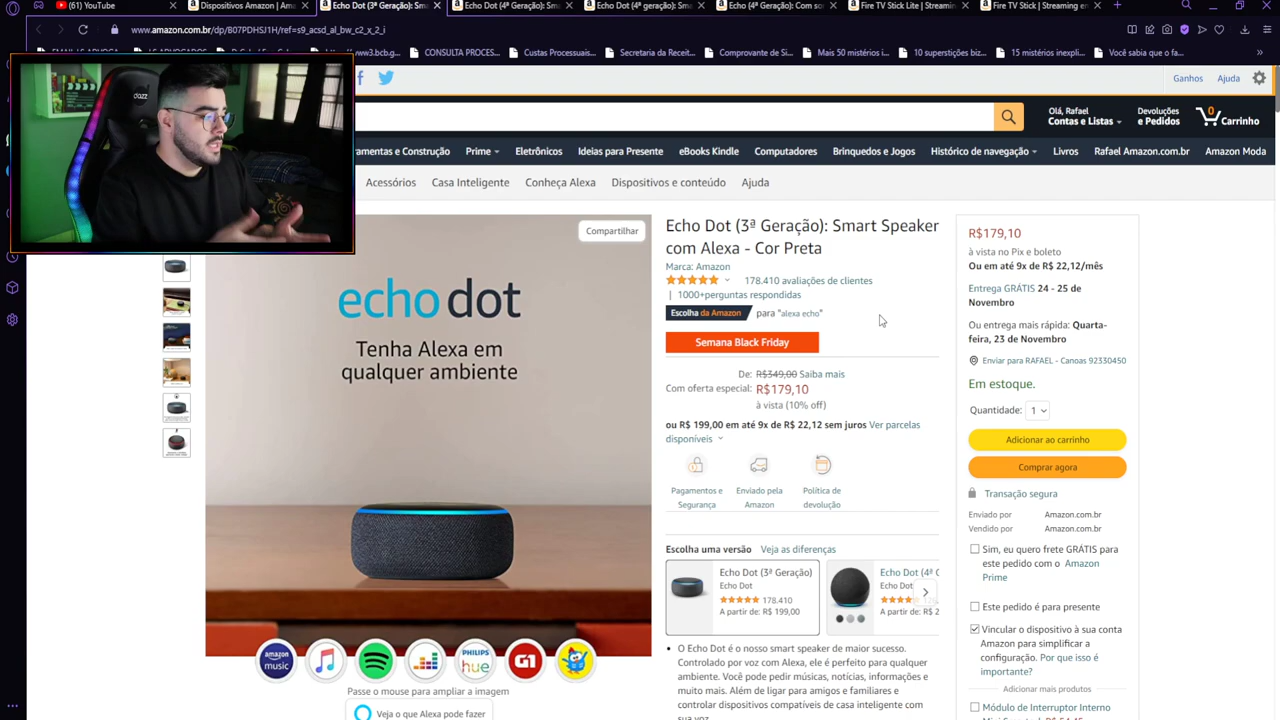 (61) YouTube
Dispositivos Amazon | Am
Echo Dot (3ª Geração): Sm
Echo Dot (4ª Geração): Sm
Echo Dot (4ª geração): Sma
Echo Dot (4ª Geração): Com so
Fire TV Stick Lite | Streamin
Fire TV Stick | Streaming en
www.amazon.com.br/dp/B07PDHSJ1H/ref=s9_acsd_al_bw_c2_x_2_i
www3.bcb.g
CONSULTA PROCES
Custas Processuais
Secretaria da Receit
Comprovante de Si
Mais 50 mistérios i
10 superstições biz
15 mistérios inexpli
Você sabia que o fa
dazz
Ganhos
Ajuda
Olá, Rafael
Contas e Listas
Devoluções
e Pedidos
0
Carrinho
ramentas e Construção
Prime
Eletrônicos
Ideias para Presente
eBooks Kindle
Computadores
Brinquedos e Jogos
Histórico de navegação
Livros
Rafael Amazon.com.br
Amazon Moda
Acessórios
Casa Inteligente
Conheça Alexa
Dispositivos e conteúdo
Ajuda
Compartilhar
echo dot
Tenha Alexa em
qualquer ambiente
amazon
music
PHILIPS
hue
G1
Passe o mouse para ampliar a imagem
Veja o que Alexa pode fazer
Echo Dot (3ª Geração): Smart Speaker
com Alexa - Cor Preta
Marca: Amazon
178.410 avaliações de clientes
| 1000+perguntas respondidas
Escolha da Amazon para "alexa echo"
Semana Black Friday
De: R$349,00 Saiba mais
Com oferta especial: R$179,10
à vista (10% off)
ou R$ 199,00 em até 9x de R$ 22,12 sem juros Ver parcelas
disponíveis
Pagamentos e
Segurança
Enviado pela
Amazon
Política de
devolução
Escolha uma versão Veja as diferenças
Echo Dot (3ª Geração)
Echo Dot
178.410
A partir de: R$ 199,00
Echo Dot (4ª G
Echo Dot
A partir de: R$ 2
• O Echo Dot é o nosso smart speaker de maior sucesso.
Controlado por voz com Alexa, ele é perfeito para qualquer
ambiente. Você pode pedir músicas, notícias, informações e
muito mais. Além de ligar para amigos e familiares e
controlar dispositivos compatíveis de casa inteligente com
sua voz.
R$179,10
à vista no Pix e boleto
Ou em até 9x de R$ 22,12/mês
Entrega GRÁTIS 24 - 25 de
Novembro
Ou entrega mais rápida: Quarta-
feira, 23 de Novembro
Enviar para RAFAEL - Canoas 92330450
Em estoque.
Quantidade: 1
Adicionar ao carrinho
Comprar agora
Transação segura
Enviado por Amazon.com.br
Vendido por Amazon.com.br
Sim, eu quero frete GRÁTIS para
este pedido com o Amazon
Prime
Este pedido é para presente
Vincular o dispositivo à sua conta
Amazon para simplificar a
configuração. Por que isso é
importante?
Adicionar mais produtos
Módulo de Interruptor Interno